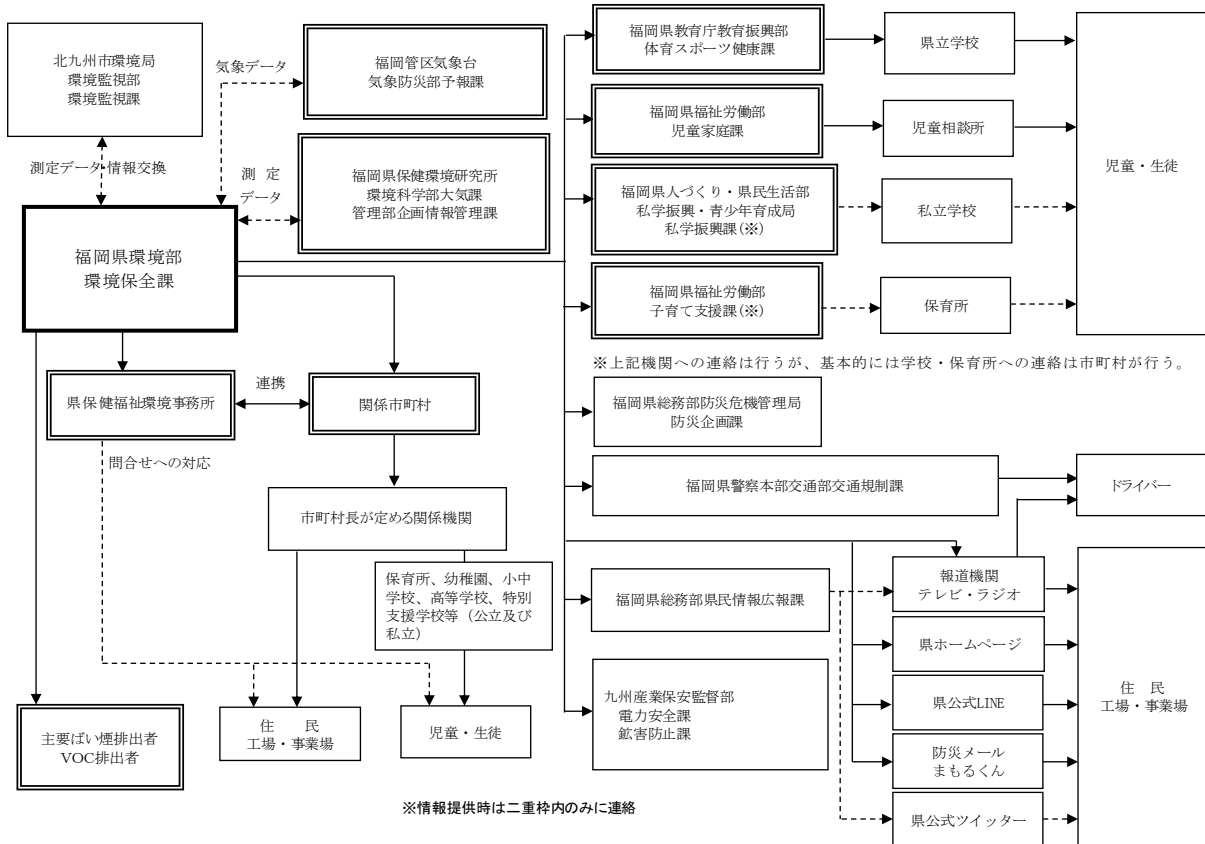 北九州市環境局
環境監視部
環境監視課
気象データ
福岡管区気象台
気象防災部予報課
測定データ・情報交換
測 定
データ
福岡県保健環境研究所
環境科学部大気課
管理部企画情報管理課
福岡県環境部
環境保全課
県保健福祉環境事務所
連携
関係市町村
問合せへの対応
市町村長が定める関係機関
保育所、幼稚園、小中
学校、高等学校、特別
支援学校等（公立及び
私立）
主要ばい煙排出者
VOC排出者
住 民
工場・事業場
児童・生徒
※情報提供時は二重枠内のみに連絡
福岡県教育庁教育振興部
体育スポーツ健康課
県立学校
福岡県福祉労働部
児童家庭課
児童相談所
福岡県人づくり・県民生活部
私学振興・青少年育成局
私学振興課(※)
私立学校
福岡県福祉労働部
子育て支援課(※)
保育所
児童・生徒
※上記機関への連絡は行うが、基本的には学校・保育所への連絡は市町村が行う。
福岡県総務部防災危機管理局
防災企画課
福岡県警察本部交通部交通規制課
ドライバー
福岡県総務部県民情報広報課
報道機関
テレビ・ラジオ
県ホームページ
県公式LINE
防災メール
まもるくん
県公式ツイッター
九州産業保安監督部
電力安全課
鉱害防止課
住 民
工場・事業場